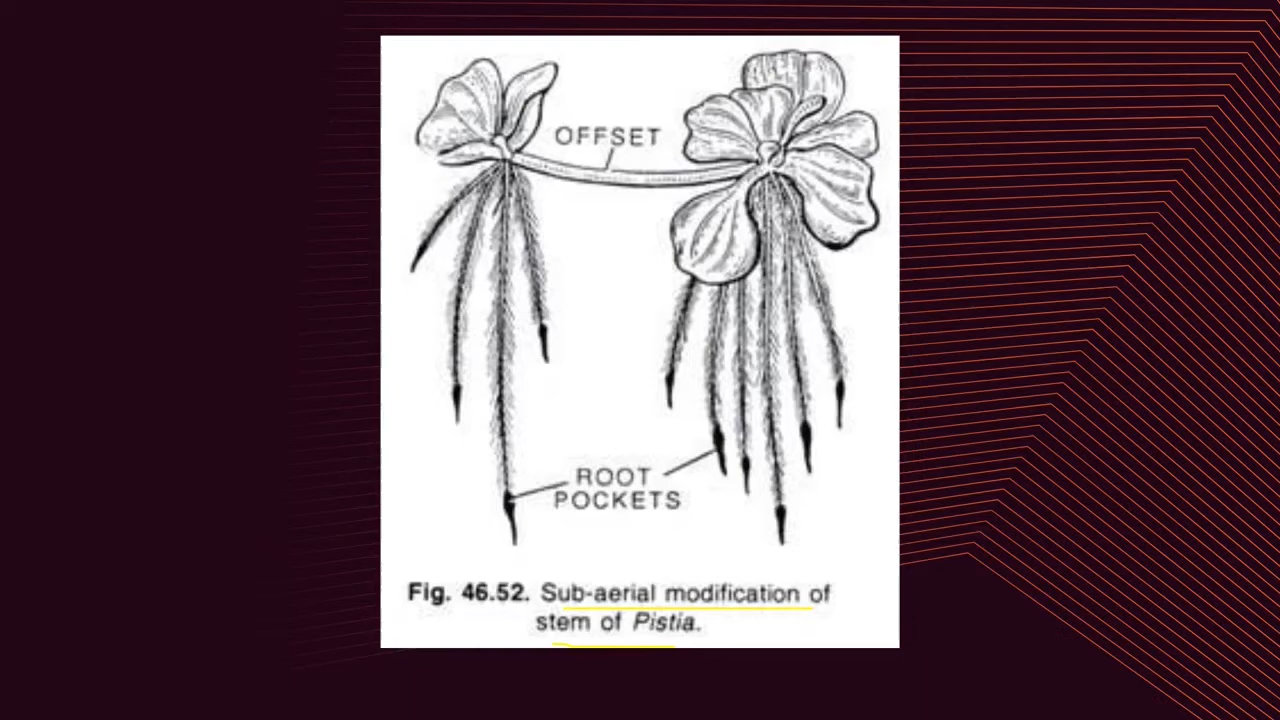 OFFSET
ROOT
POCKETS
Fig. 46.52. Sub-aerial modification of
stem of Pistia.